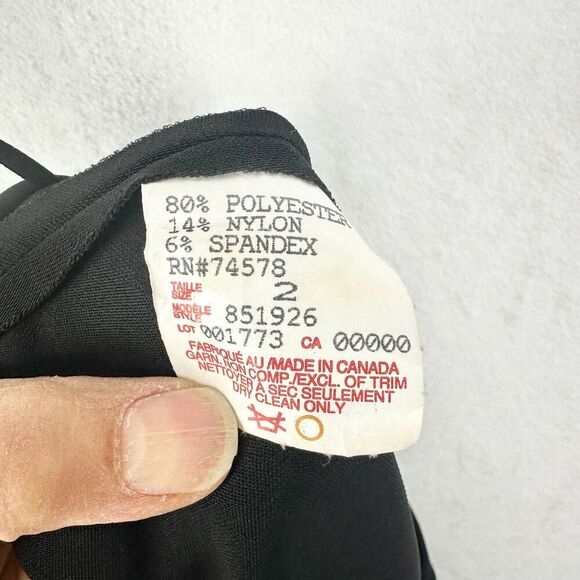 80% POLYESTER
14% NYLON
6% SPANDEX
RN#74578
TAILLE
SIZE 2
MODÈLE
STYLE 851926
LOT 001773 CA 00000
FABRIQUÉ AU/MADE IN CANADA
GARN. NON COMP./EXCL. OF TRIM
NETTOYER A SEC SEULEMENT
DRY CLEAN ONLY